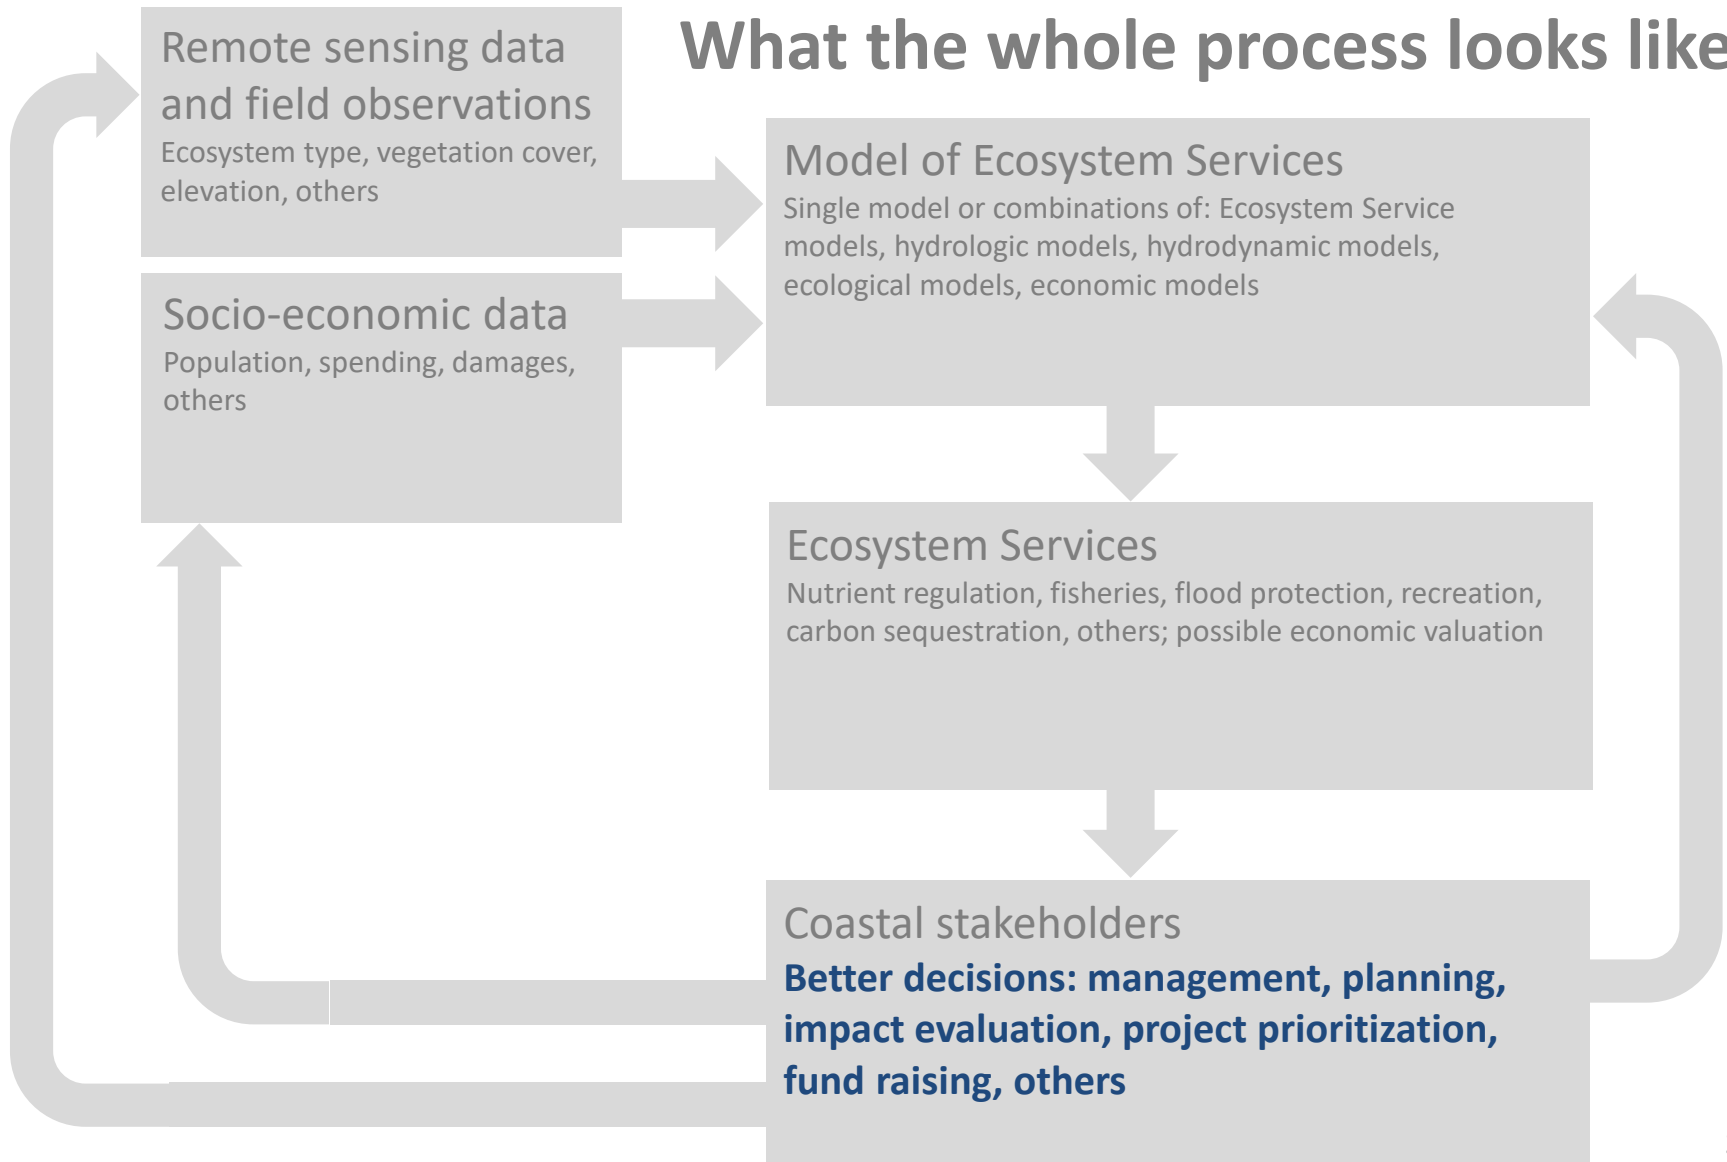 What the whole process looks like
Remote sensing data
and field observations
Ecosystem type, vegetation cover,
elevation, others
Socio-economic data
Population, spending, damages,
others
Model of Ecosystem Services
Single model or combinations of: Ecosystem Service
models, hydrologic models, hydrodynamic models,
ecological models, economic models
Ecosystem Services
Nutrient regulation, fisheries, flood protection, recreation,
carbon sequestration, others; possible economic valuation
Coastal stakeholders
Better decisions: management, planning,
impact evaluation, project prioritization,
fund raising, others